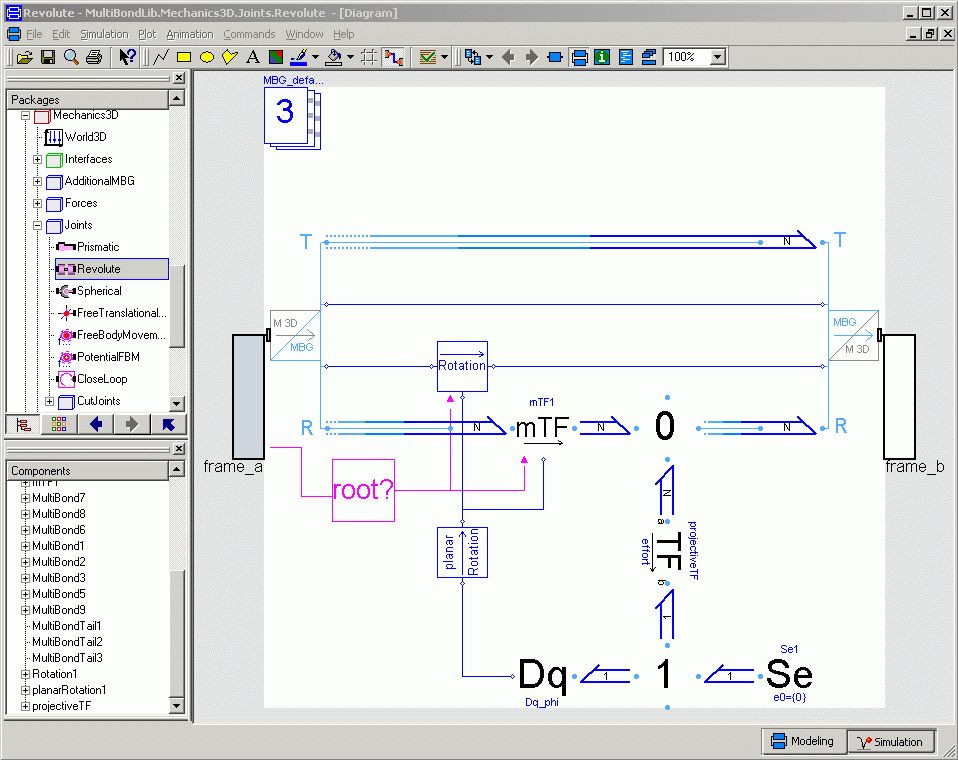 Revolute - MultiBondLib.Mechanics3D.Joints.Revolute - [Diagram]
File Edit Simulation Plot Animation Commands Window Help
100%
Packages
Mechanics3D
World3D
Interfaces
AdditionalMBG
Forces
Joints
Prismatic
Revolute
Spherical
FreeTranslational...
FreeBodyMovem...
PotentialFBM
CloseLoop
CutJoints
Components
mTF1
MultiBond7
MultiBond8
MultiBond6
MultiBond1
MultiBond2
MultiBond3
MultiBond5
MultiBond9
MultiBondTail1
MultiBondTail2
MultiBondTail3
Rotation1
planarRotation1
projectiveTF
MBG_defa...
3
T
N
T
M 3D
MBG
MBG
M 3D
Rotation
R
N
mTF1
mTF
N
0
N
R
frame_a
frame_b
root?
planar
Rotation
N
a
effort
TF
projectiveTF
b
1
Dq
Dq_phi
1
1
1
Se1
Se
e0={0}
Modeling
Simulation